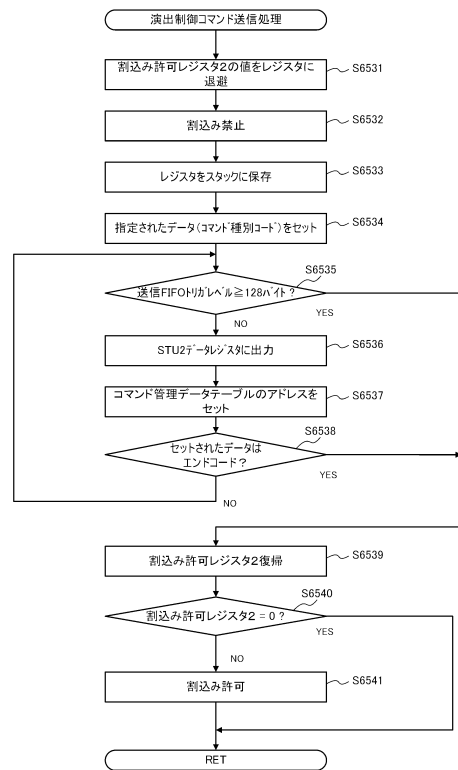 演出制御コマンド送信処理
割込み許可レジスタ2の値をレジスタに
退避
S6531
割込み禁止
S6532
レジスタをスタックに保存
S6533
指定されたデータ(コマンド種別コード)をセット
S6534
S6535
送信FIFOトリガレベル≧128バイト?
YES
NO
STU2データレジスタに出力
S6536
コマンド管理データテーブルのアドレスを
セット
S6537
S6538
セットされたデータは
エンドコード?
YES
NO
割込み許可レジスタ2復帰
S6539
S6540
割込み許可レジスタ2=0?
YES
NO
割込み許可
S6541
RET